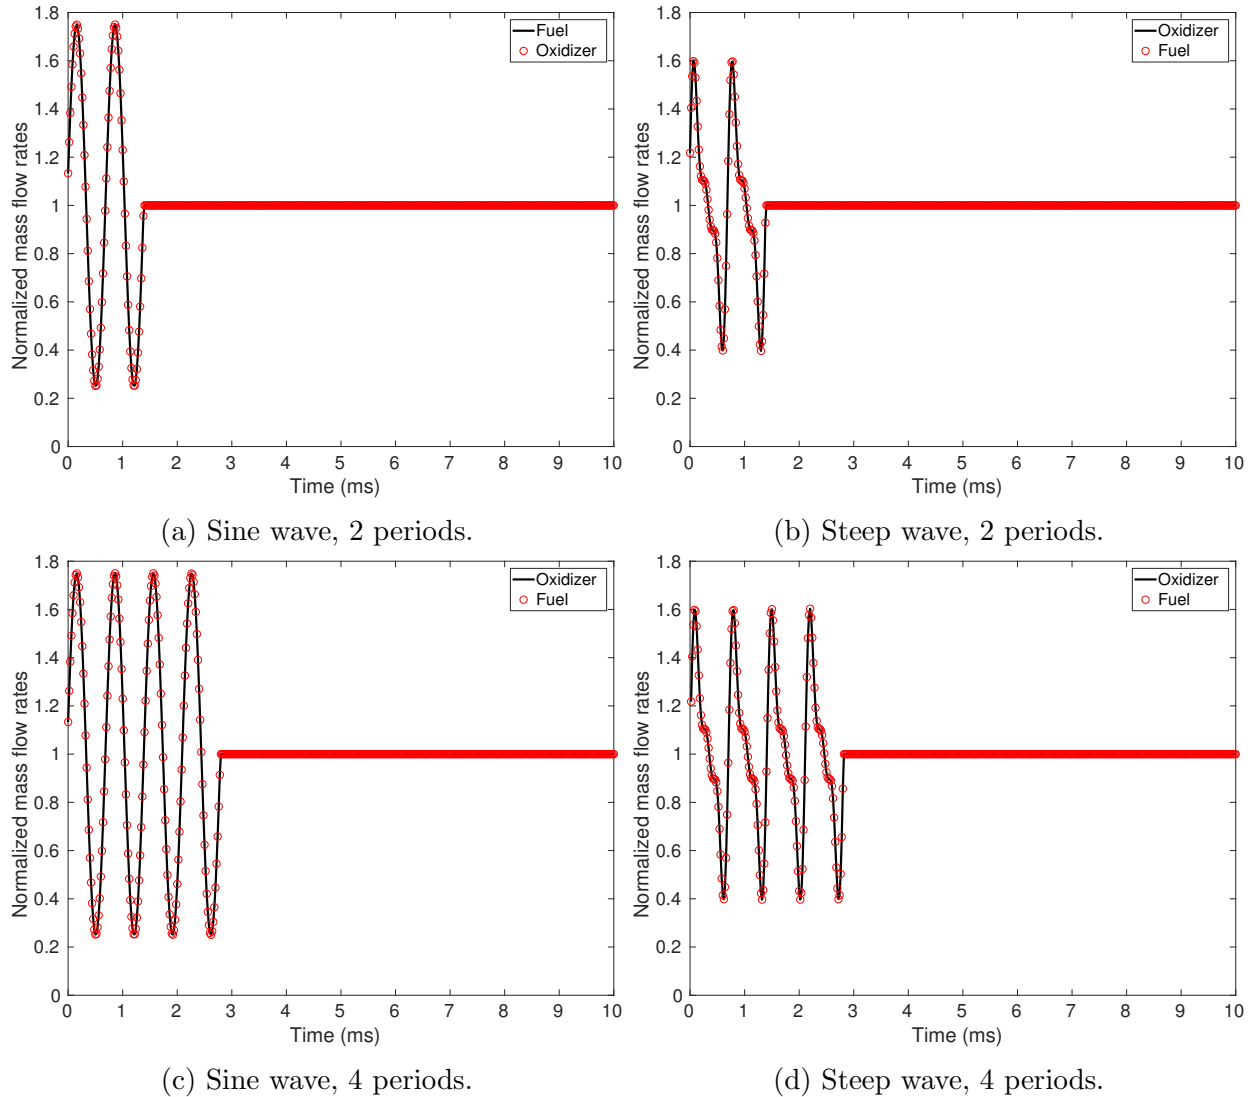 1.8
1.6
1.4
1.2
1
0.8
0.6
0.4
0.2
0
Normalized mass flow rates
Fuel
Oxidizer
0 1 2 3 4 5 6 7 8 9 10
Time (ms)
(a) Sine wave, 2 periods.
1.8
1.6
1.4
1.2
1
0.8
0.6
0.4
0.2
0
Normalized mass flow rates
Oxidizer
Fuel
0 1 2 3 4 5 6 7 8 9 10
Time (ms)
(b) Steep wave, 2 periods.
1.8
1.6
1.4
1.2
1
0.8
0.6
0.4
0.2
0
Normalized mass flow rates
Oxidizer
Fuel
0 1 2 3 4 5 6 7 8 9 10
Time (ms)
(c) Sine wave, 4 periods.
1.8
1.6
1.4
1.2
1
0.8
0.6
0.4
0.2
0
Normalized mass flow rates
Oxidizer
Fuel
0 1 2 3 4 5 6 7 8 9 10
Time (ms)
(d) Steep wave, 4 periods.